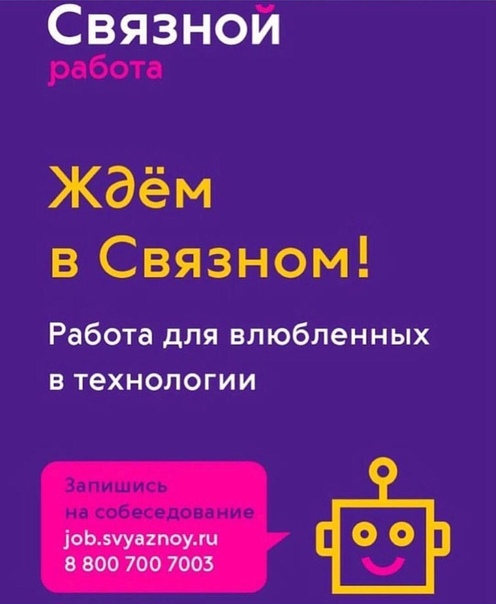 Связной
работа
Ждём
в Связном!
Работа для влюбленных
в технологии
Запишись
на собеседование
job.svyaznoy.ru
8 800 700 7003